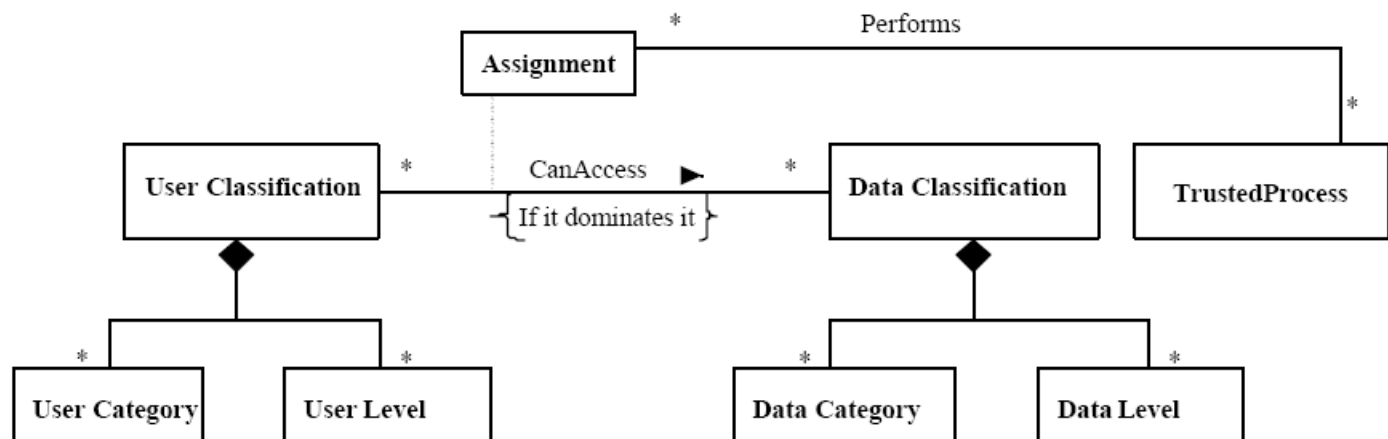 * Performs
Assignment
*
User Classification
* CanAccess *
If it dominates it
Data Classification
TrustedProcess
* * * *
User Category
User Level
Data Category
Data Level